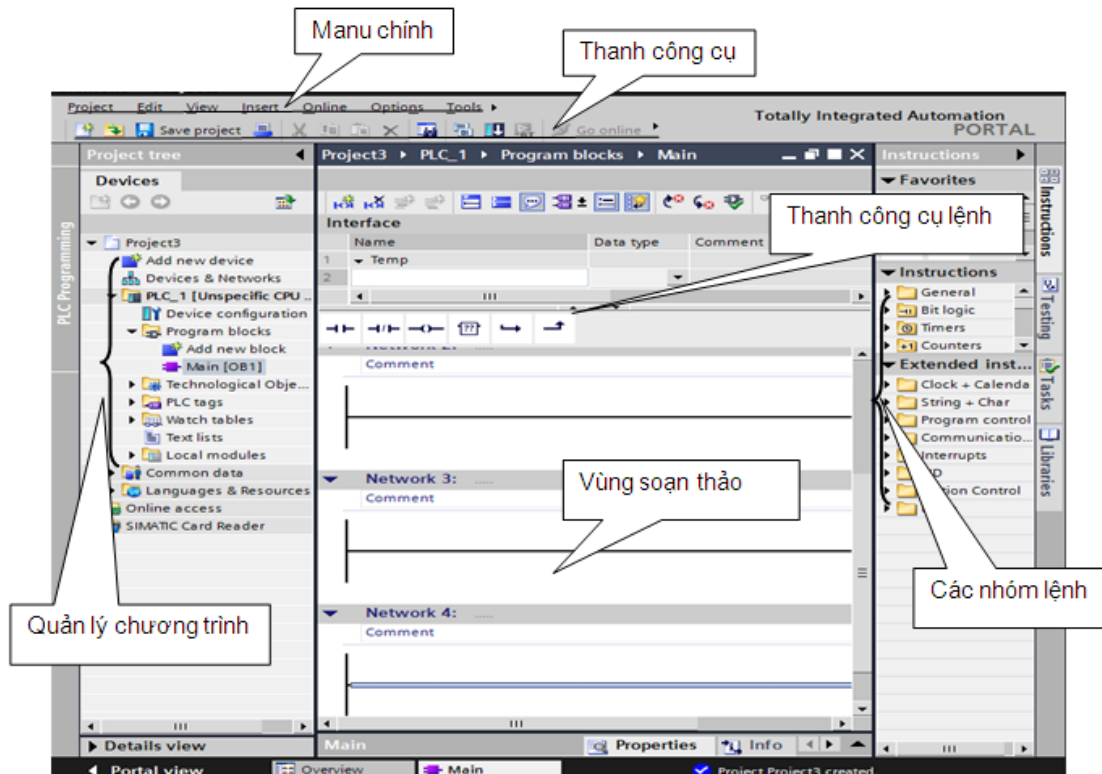 Manu chính
Thanh công cụ
Project Edit View Insert Online Options Tools
Totally Integrated Automation
PORTAL
Save project
Go online
Project tree
Project3 PLC_1 Program blocks Main
Instructions
Devices
Favorites
Interface
Thanh công cụ lệnh
Name Data type Comment
1 Temp
2
Instructions
General
Bit logic
Timers
Counters
Extended inst...
Clock + Calenda
String + Char
Program control
Communicatio...
Interrupts
Project3
Add new device
Devices & Networks
PLC_1 [Unspecific CPU ..
Device configuration
Program blocks
Add new block
Main [OB1]
Technological Obje...
PLC tags
Watch tables
Text lists
Local modules
Common data
Languages & Resources
Online access
SIMATIC Card Reader
??
Comment
Network 3: .....
Comment
Vùng soạn thảo
Network 4: .....
Comment
Các nhóm lệnh
Quản lý chương trình
PLC Programming
Instructions
Testing
Tasks
Libraries
Details view
Main
Properties
Info
Portal view
Overview
Main
Project Project3 created